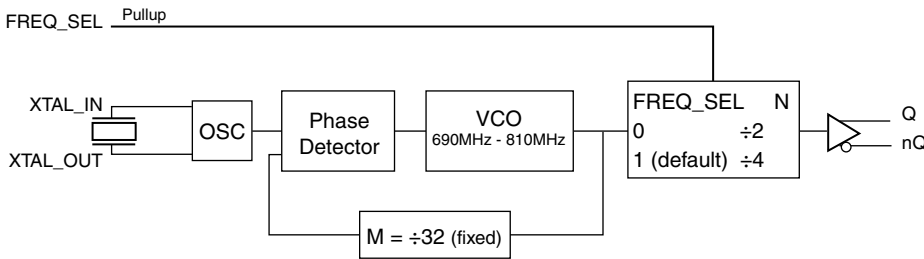 FREQ_SEL Pullup
XTAL_IN
XTAL_OUT
OSC
Phase
Detector
VCO
690MHz - 810MHz
M = ÷32 (fixed)
FREQ_SEL N
0 ÷2
1 (default) ÷4
Q
nQ